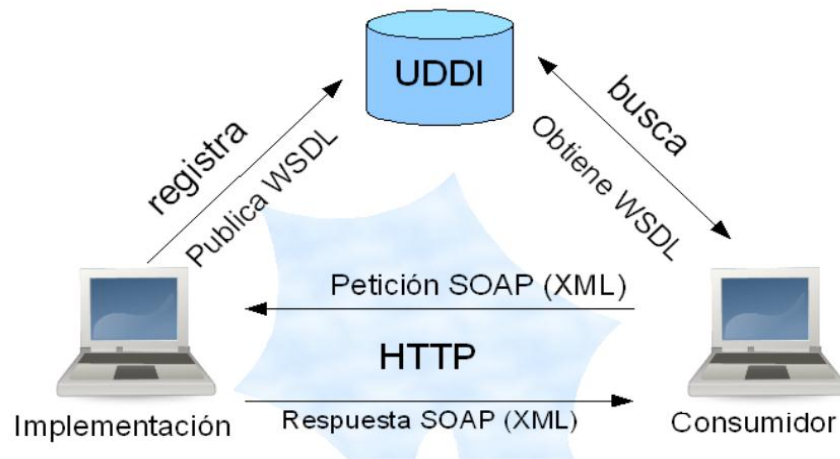 UDDI
registra
Publica WSDL
busca
Obtiene WSDL
Petición SOAP (XML)
HTTP
Respuesta SOAP (XML)
Implementación
Consumidor